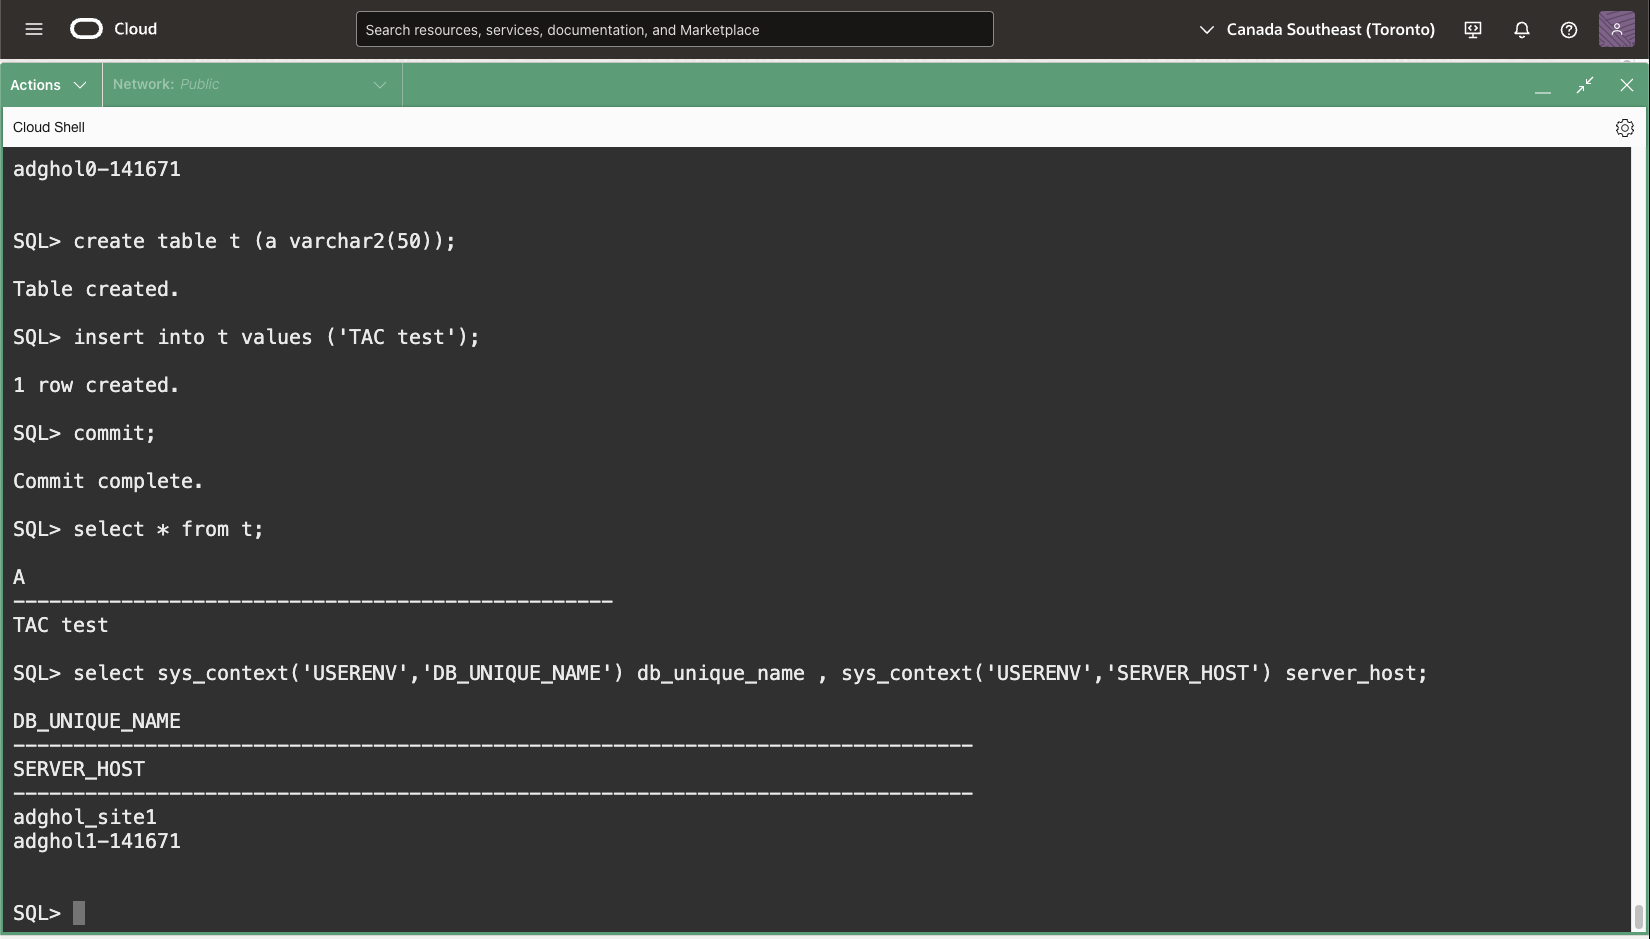 Cloud
Search resources, services, documentation, and Marketplace
Canada Southeast (Toronto)
Actions
Network: Public
Cloud Shell
adghol0-141671
SQL> create table t (a varchar2(50));
Table created.
SQL> insert into t values ('TAC test');
1 row created.
SQL> commit;
Commit complete.
SQL> select * from t;
A
--------------------------------------------------
TAC test
SQL> select sys_context('USERENV','DB_UNIQUE_NAME') db_unique_name , sys_context('USERENV','SERVER_HOST') server_host;
DB_UNIQUE_NAME
--------------------------------------------------------------------------------
SERVER_HOST
--------------------------------------------------------------------------------
adghol_site1
adghol1-141671
SQL>